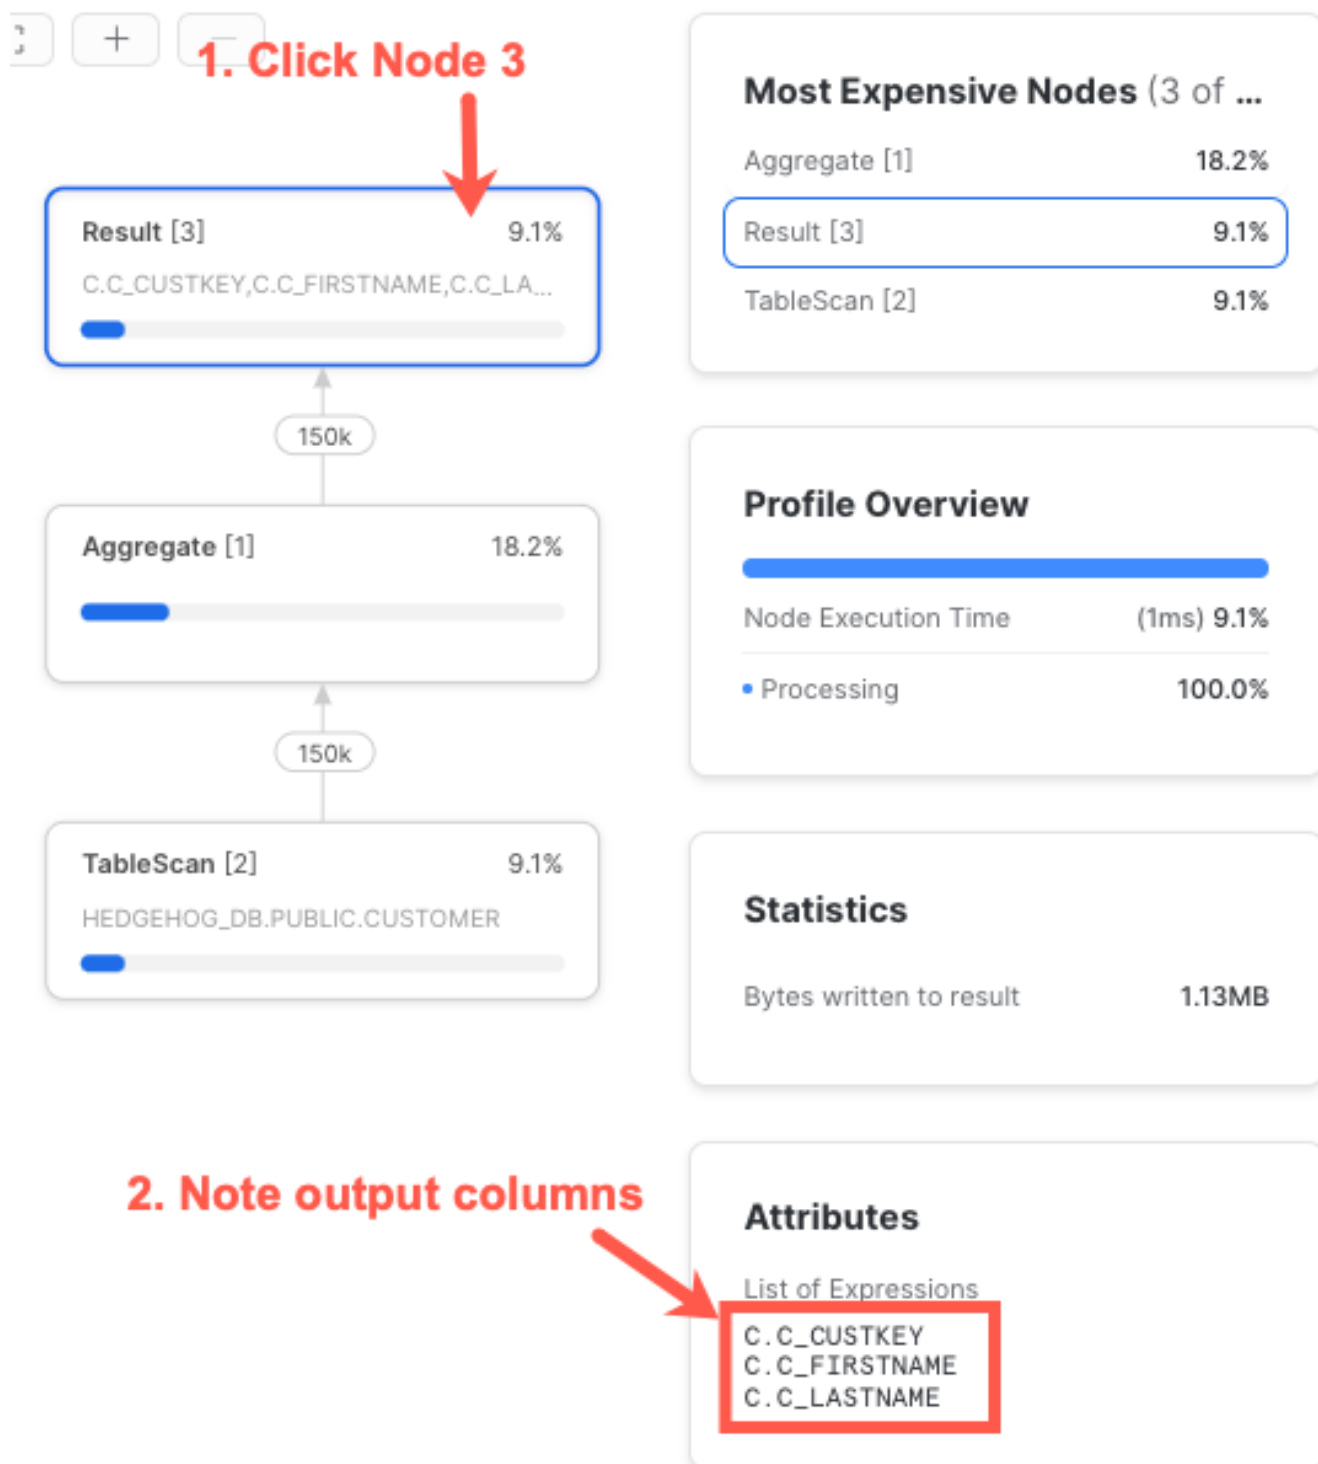 1. Click Node 3
Result [3] 9.1%
C.C_CUSTKEY,C.C_FIRSTNAME,C.C_LA...
150k
Aggregate [1] 18.2%
150k
TableScan [2] 9.1%
HEDGEHOG_DB.PUBLIC.CUSTOMER
Most Expensive Nodes (3 of ...
Aggregate [1] 18.2%
Result [3] 9.1%
TableScan [2] 9.1%
Profile Overview
Node Execution Time (1ms) 9.1%
Processing 100.0%
Statistics
Bytes written to result 1.13MB
2. Note output columns
Attributes
List of Expressions
C.C_CUSTKEY
C.C_FIRSTNAME
C.C_LASTNAME